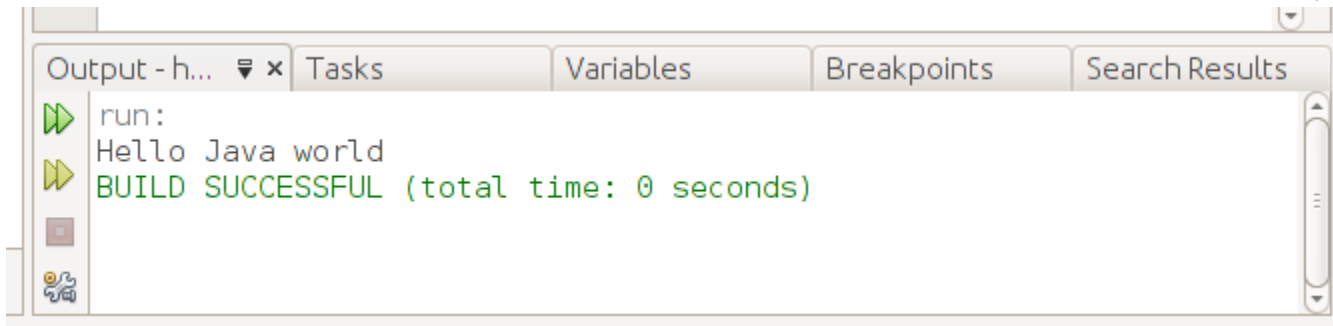 Output - h... Tasks Variables Breakpoints Search Results
run:
Hello Java world
BUILD SUCCESSFUL (total time: 0 seconds)